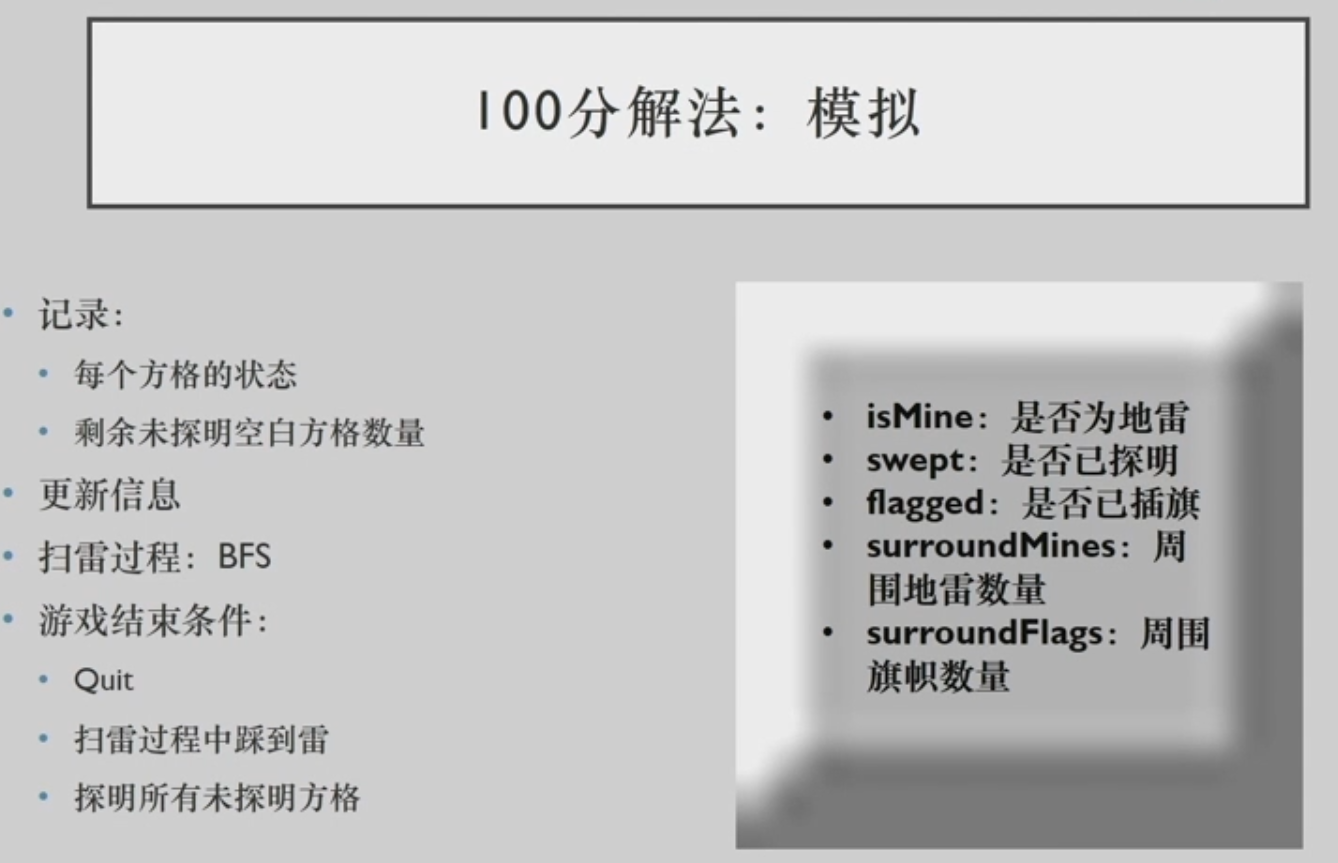 100分解法：模拟
• 记录：
• 每个方格的状态
• 剩余未探明空白方格数量
• 更新信息
• 扫雷过程：BFS
• 游戏结束条件：
• Quit
• 扫雷过程中踩到雷
• 探明所有未探明方格
• isMine：是否为地雷
• swept：是否已探明
• flagged：是否已插旗
• surroundMines：周
围地雷数量
• surroundFlags：周围
旗帜数量